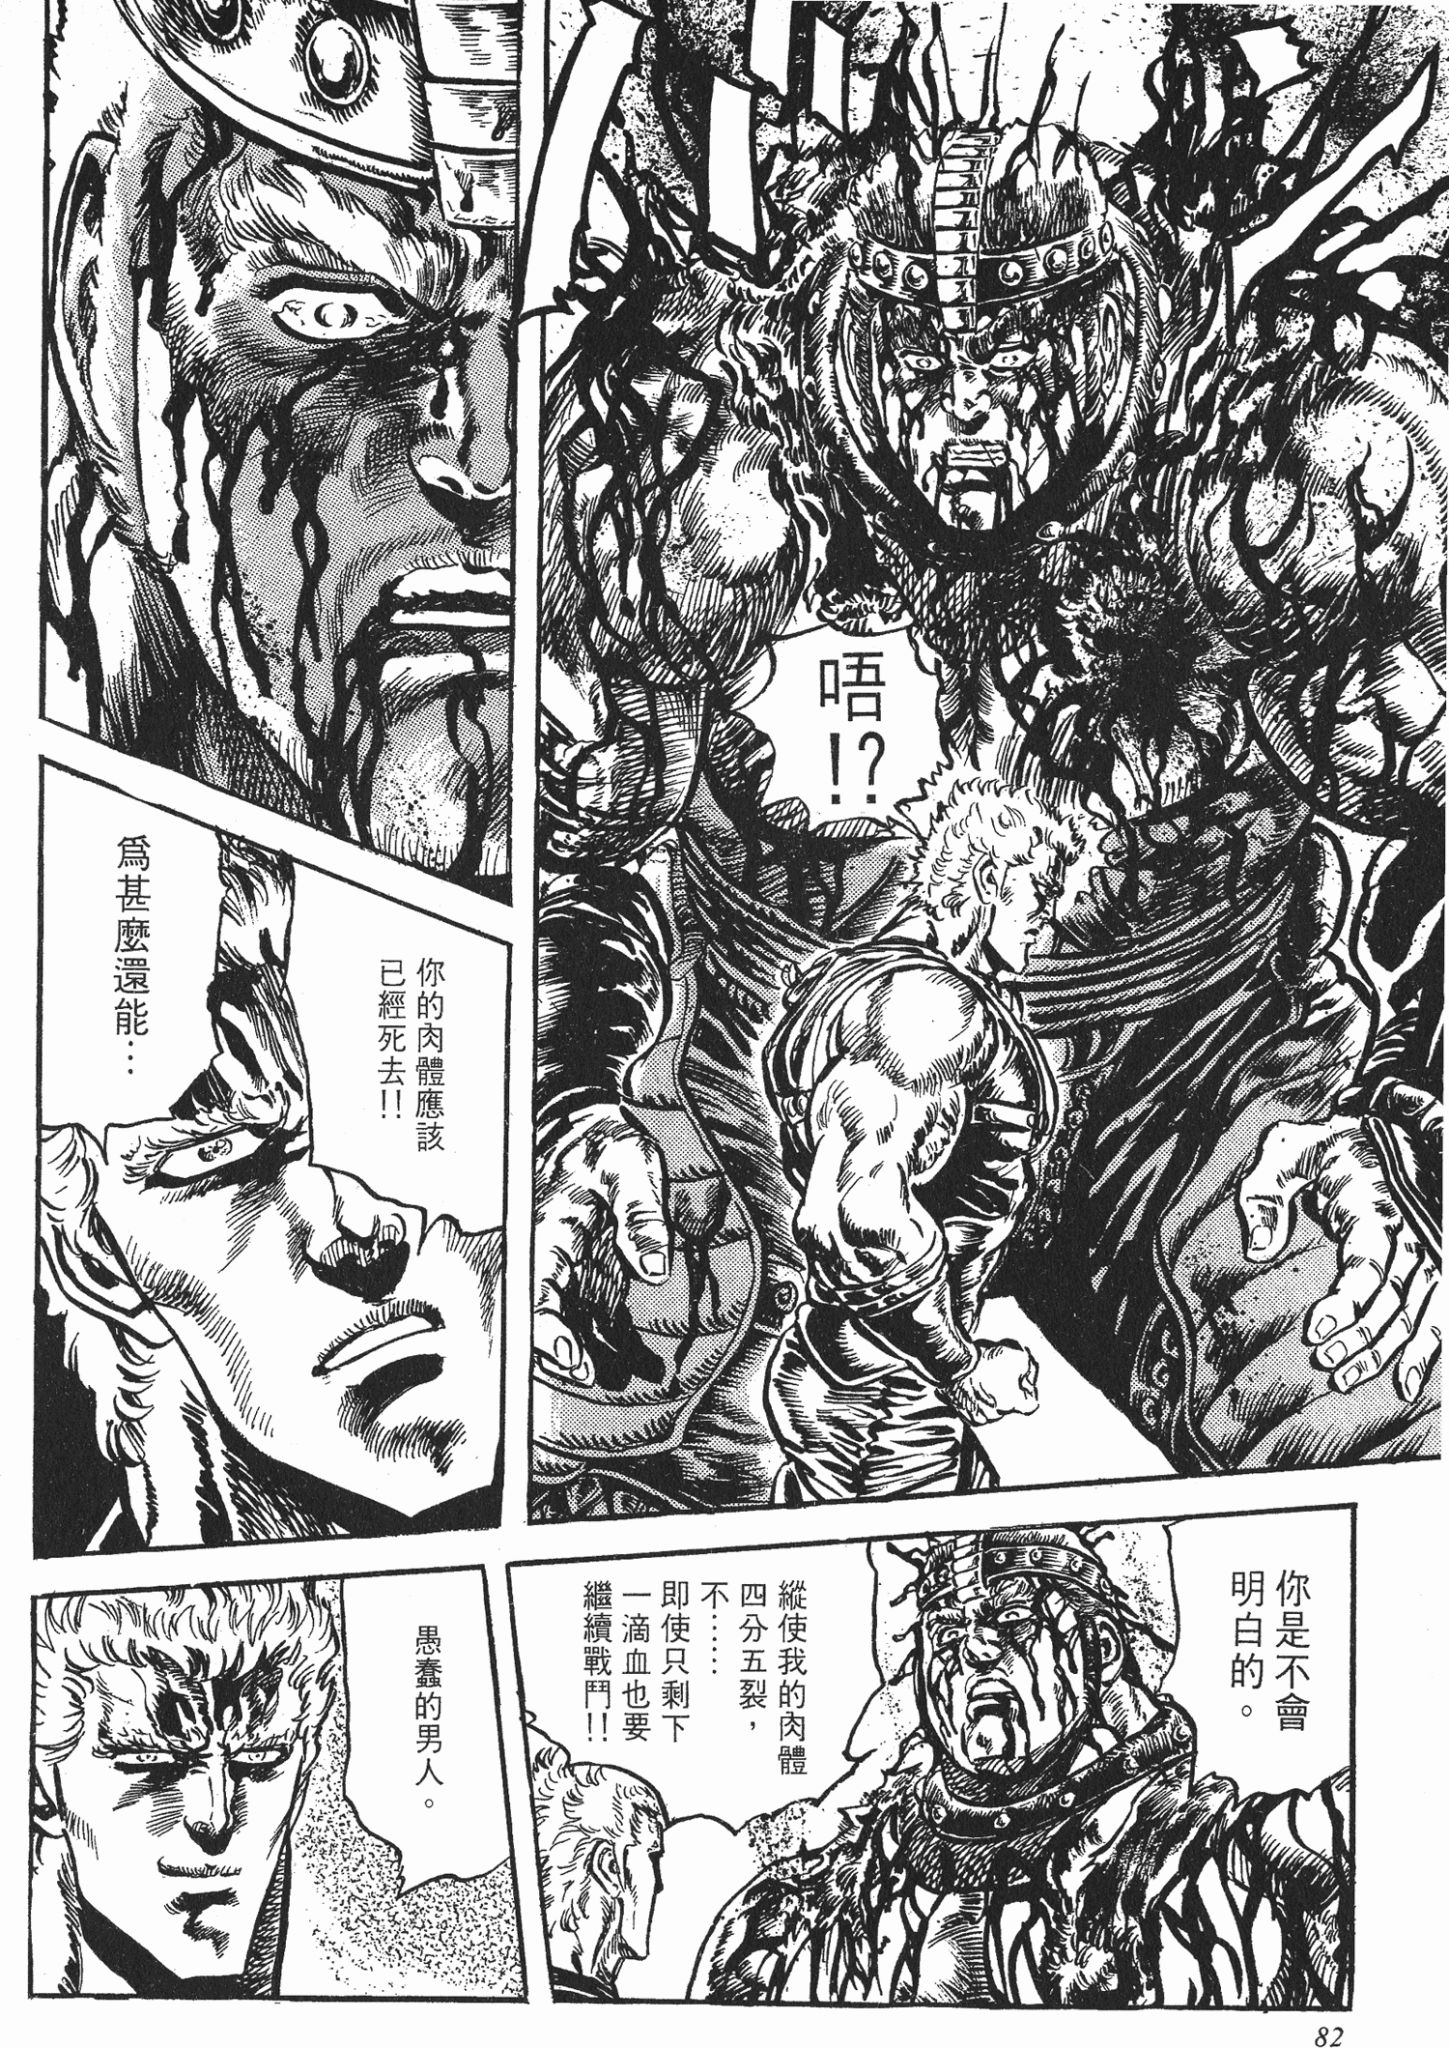 唔!?
你的肉體應該
已經死去!!
爲甚麼還能…
你是不會
明白的。
縱使我的肉體
四分五裂，
不……
即使只剩下
一滴血也要
繼續戰鬥!!
愚蠢的男人。
82